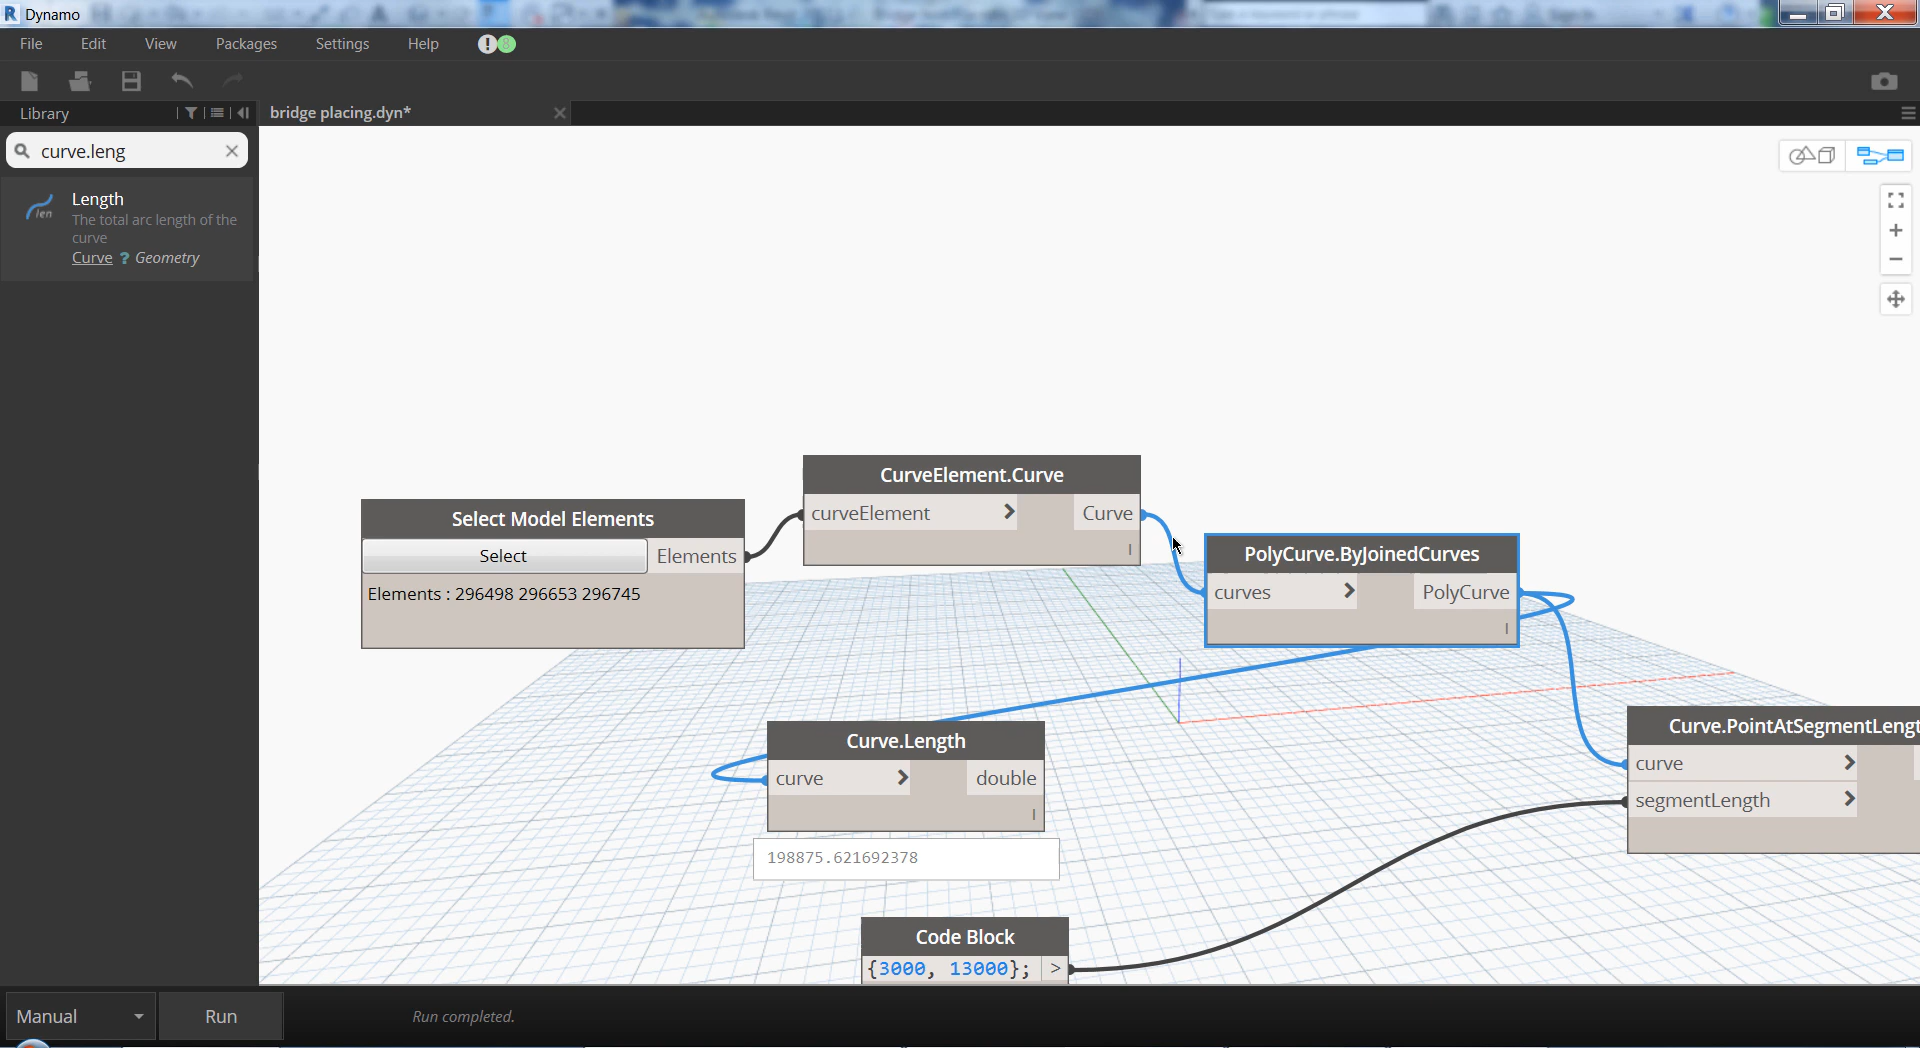 Dynamo
File Edit View Packages Settings Help
Library
bridge placing.dyn*
curve.leng
Length
The total arc length of the
curve
Curve ? Geometry
len
CurveElement.Curve
curveElement > Curve
Select Model Elements
Select Elements
Elements : 296498 296653 296745
PolyCurve.ByJoinedCurves
curves > PolyCurve
Curve.Length
curve > double
198875.621692378
Curve.PointAtSegmentLengt
curve >
segmentLength >
Code Block
{3000, 13000}; >
Manual Run Run completed.